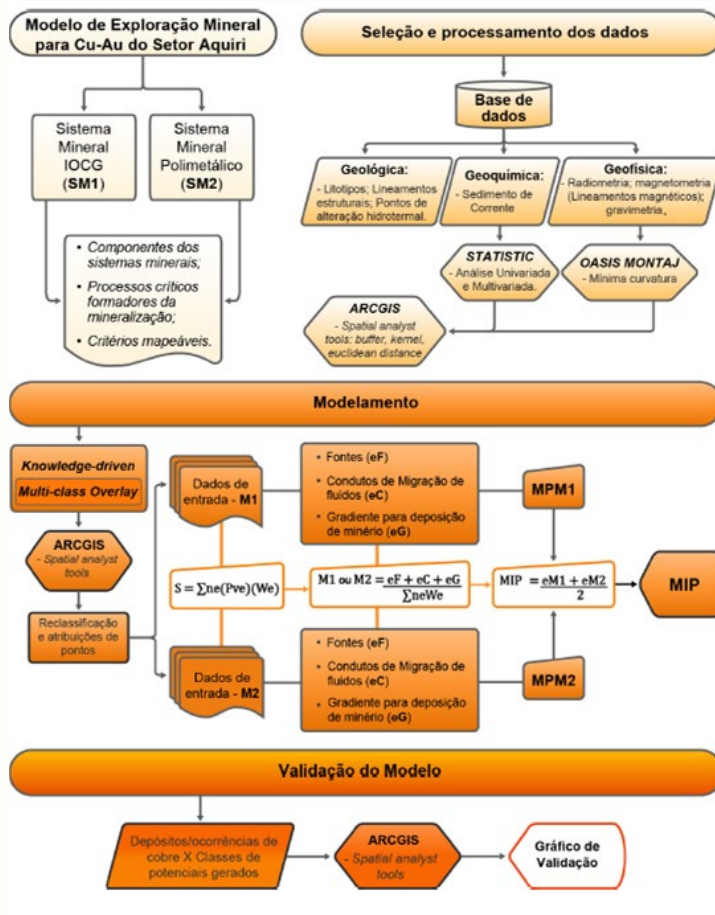 Modelo de Exploração Mineral
para Cu-Au do Setor Aquiri
Sistema
Mineral
IOCG
(SM1)
Sistema
Mineral
Polimetálico
(SM2)
• Componentes dos
sistemas minerais;
• Processos críticos
formadores da
mineralização;
• Critérios mapeáveis.
Seleção e processamento dos dados
Base de
dados
Geológica:
- Litotipos; Lineamentos
estruturais; Pontos de
alteração hidrotermal.
Geoquímica:
- Sedimento de
Corrente
Geofísica:
- Radiometria; magnetometria
(Lineamentos magnéticos);
gravimetria,
STATISTIC
- Análise Univariada
e Multivariada.
OASIS MONTAJ
- Mínima curvatura
ARCGIS
- Spatial analyst
tools: buffer, kernel,
euclidean distance
Modelamento
Knowledge-driven
Multi-class Overlay
ARCGIS
- Spatial analyst
tools
Reclassificação
e atribuições de
pontos
Dados de
entrada - M1
• Fontes (eF)
• Condutos de Migração de
fluidos (eC)
• Gradiente para deposição
de minério (eG)
MPM1
S = ∑ne(Pve)(We)
M1 ou M2 = eF + eC + eG
∑neWe
MIP = eM1 + eM2
2
MIP
Dados de
entrada - M2
• Fontes (eF)
• Condutos de Migração de
fluidos (eC)
• Gradiente para deposição
de minério (eG)
MPM2
Validação do Modelo
Depósitos/ocorrências de
cobre X Classes de
potenciais gerados
ARCGIS
- Spatial analyst
tools
Gráfico de
Validação